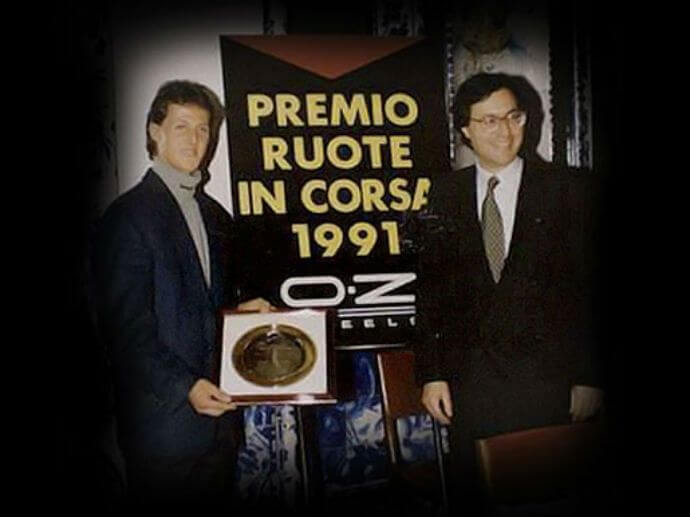 PREMIO
RUOTE
IN CORSA
1991
O·Z